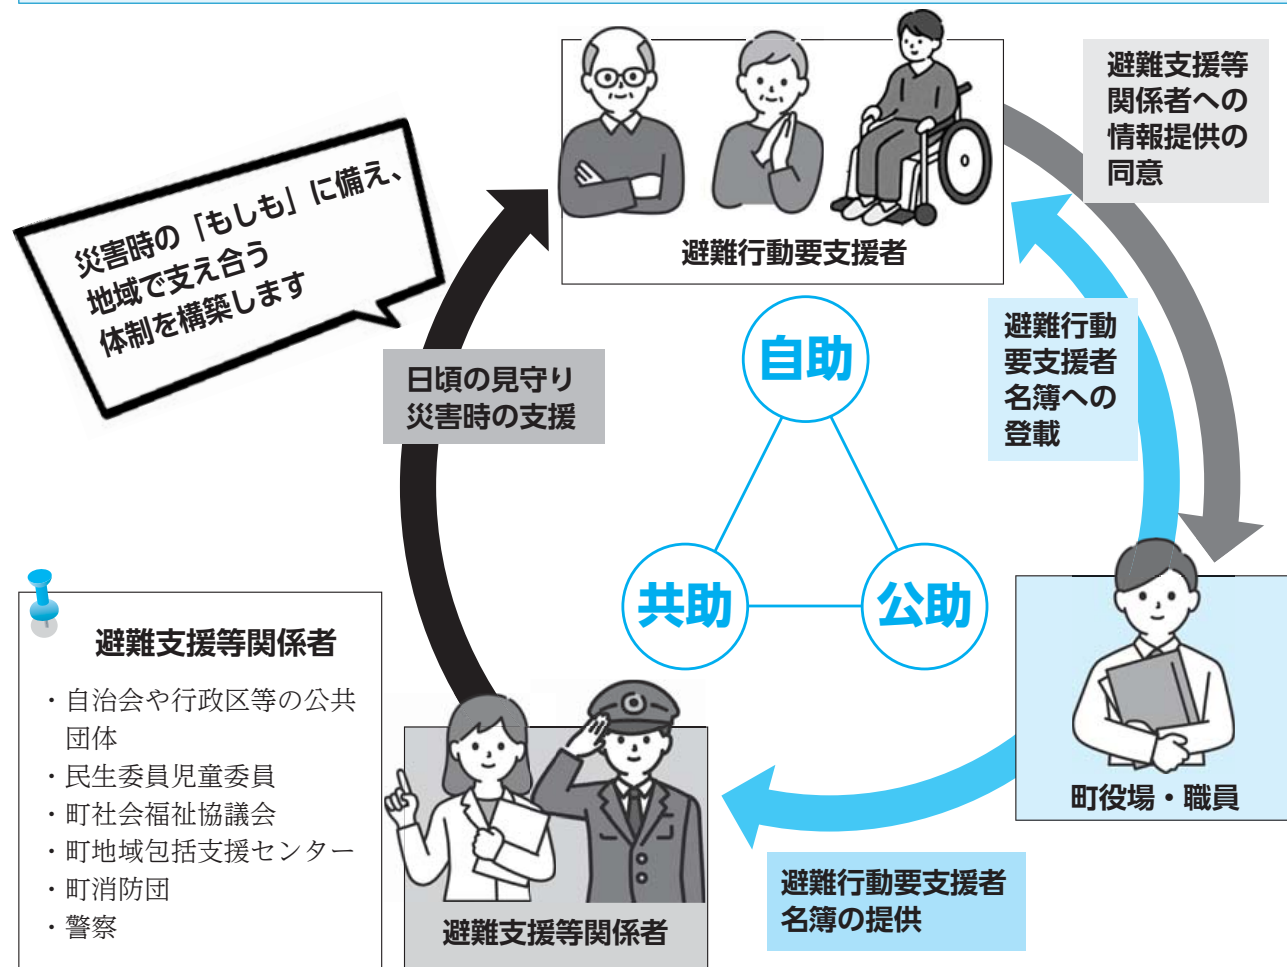 災害時の「もしも」に備え、
地域で支え合う
体制を構築します
避難行動要支援者
避難支援等
関係者への
情報提供の
同意
避難行動
要支援者
名簿への
登載
日頃の見守り
災害時の支援
自助
共助
公助
避難支援等関係者
・自治会や行政区等の公共
団体
・民生委員児童委員
・町社会福祉協議会
・町地域包括支援センター
・町消防団
・警察
避難支援等関係者
町役場・職員
避難行動要支援者
名簿の提供